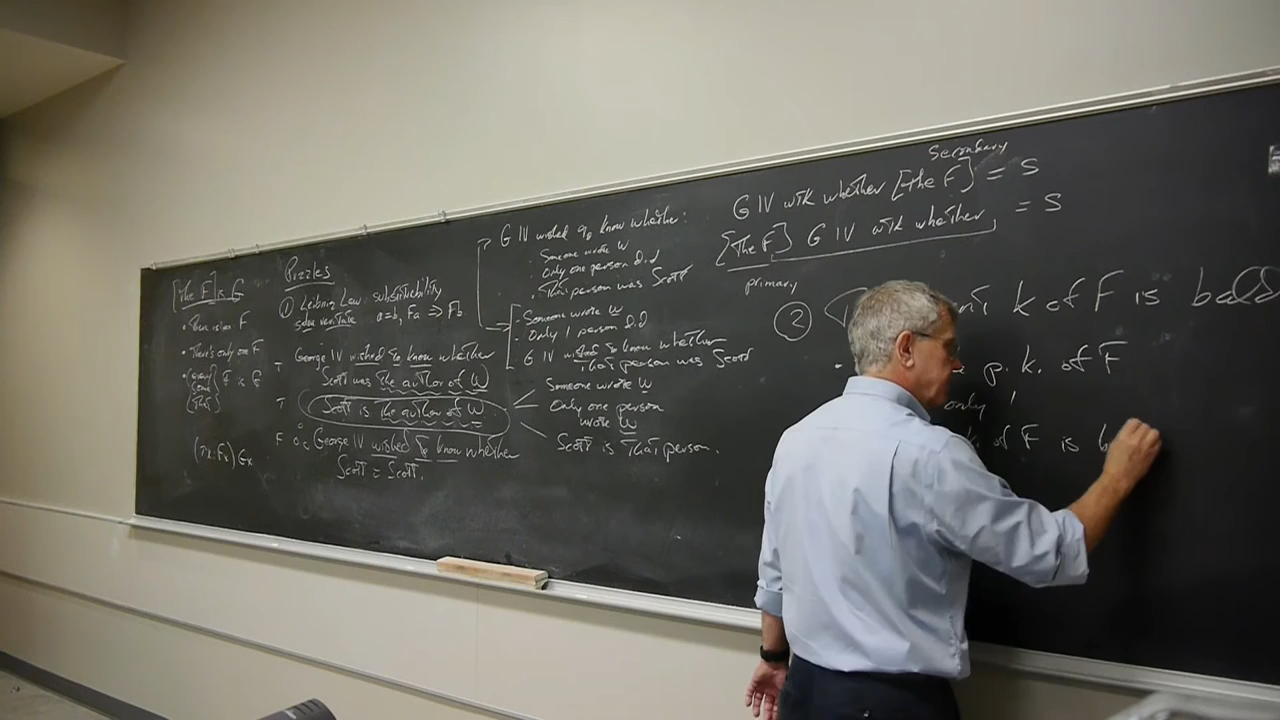 [the F] is G
• There is an F
• There's only one F
• {every / some / that} F is G
(ιx: Fx) Gx
Puzzles
① Leibniz Law: substitutability
salva veritate a=b, Fa ⇒ Fb
T George IV wished to know whether
Scott was the author of W
T Scott is the author of W
F ∴ George IV wished to know whether
Scott = Scott.
G IV wished to know whether:
• Someone wrote W
• Only one person did
• That person was Scott
• Someone wrote W
• Only 1 person did
• G IV wished to know whether
That person was Scott
Someone wrote W
Only one person
wrote W
Scott is that person.
Secondary
G IV wtk whether [the F] = S
[The F] G IV wtk whether = S
primary
② k of F is bald
• p. k. of F
only 1
of F is b